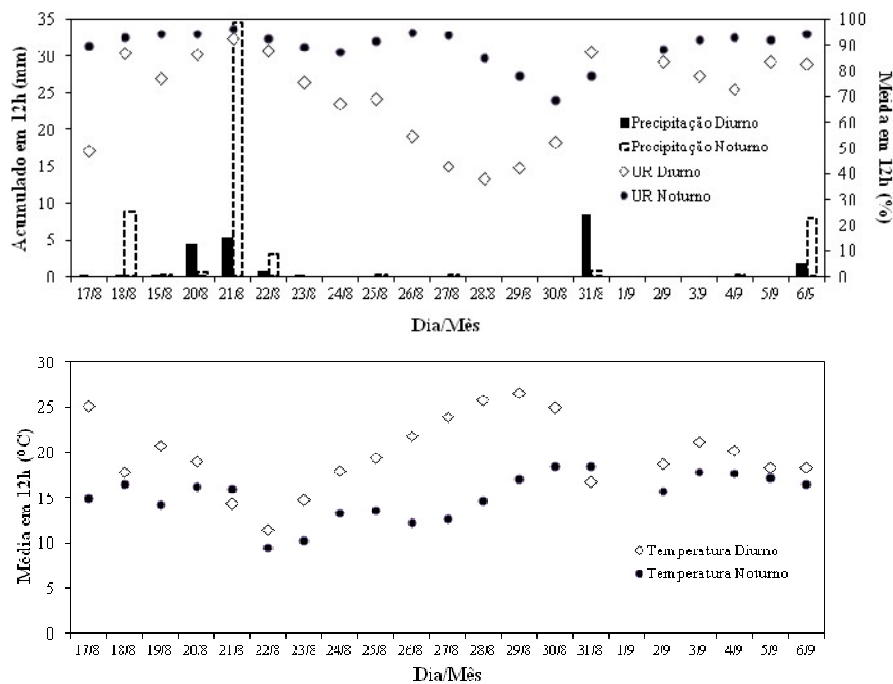 35
30
25
20
15
10
5
0
Acumulado em 12h (mm)
100
90
80
70
60
50
40
30
20
10
0
Média em 12h (%)
Precipitação Diurno
Precipitação Noturno
UR Diurno
UR Noturno
17/8 18/8 19/8 20/8 21/8 22/8 23/8 24/8 25/8 26/8 27/8 28/8 29/8 30/8 31/8 1/9 2/9 3/9 4/9 5/9 6/9
Dia/Mês
30
25
20
15
10
5
0
Média em 12h (ºC)
Temperatura Diurno
Temperatura Noturno
17/8 18/8 19/8 20/8 21/8 22/8 23/8 24/8 25/8 26/8 27/8 28/8 29/8 30/8 31/8 1/9 2/9 3/9 4/9 5/9 6/9
Dia/Mês